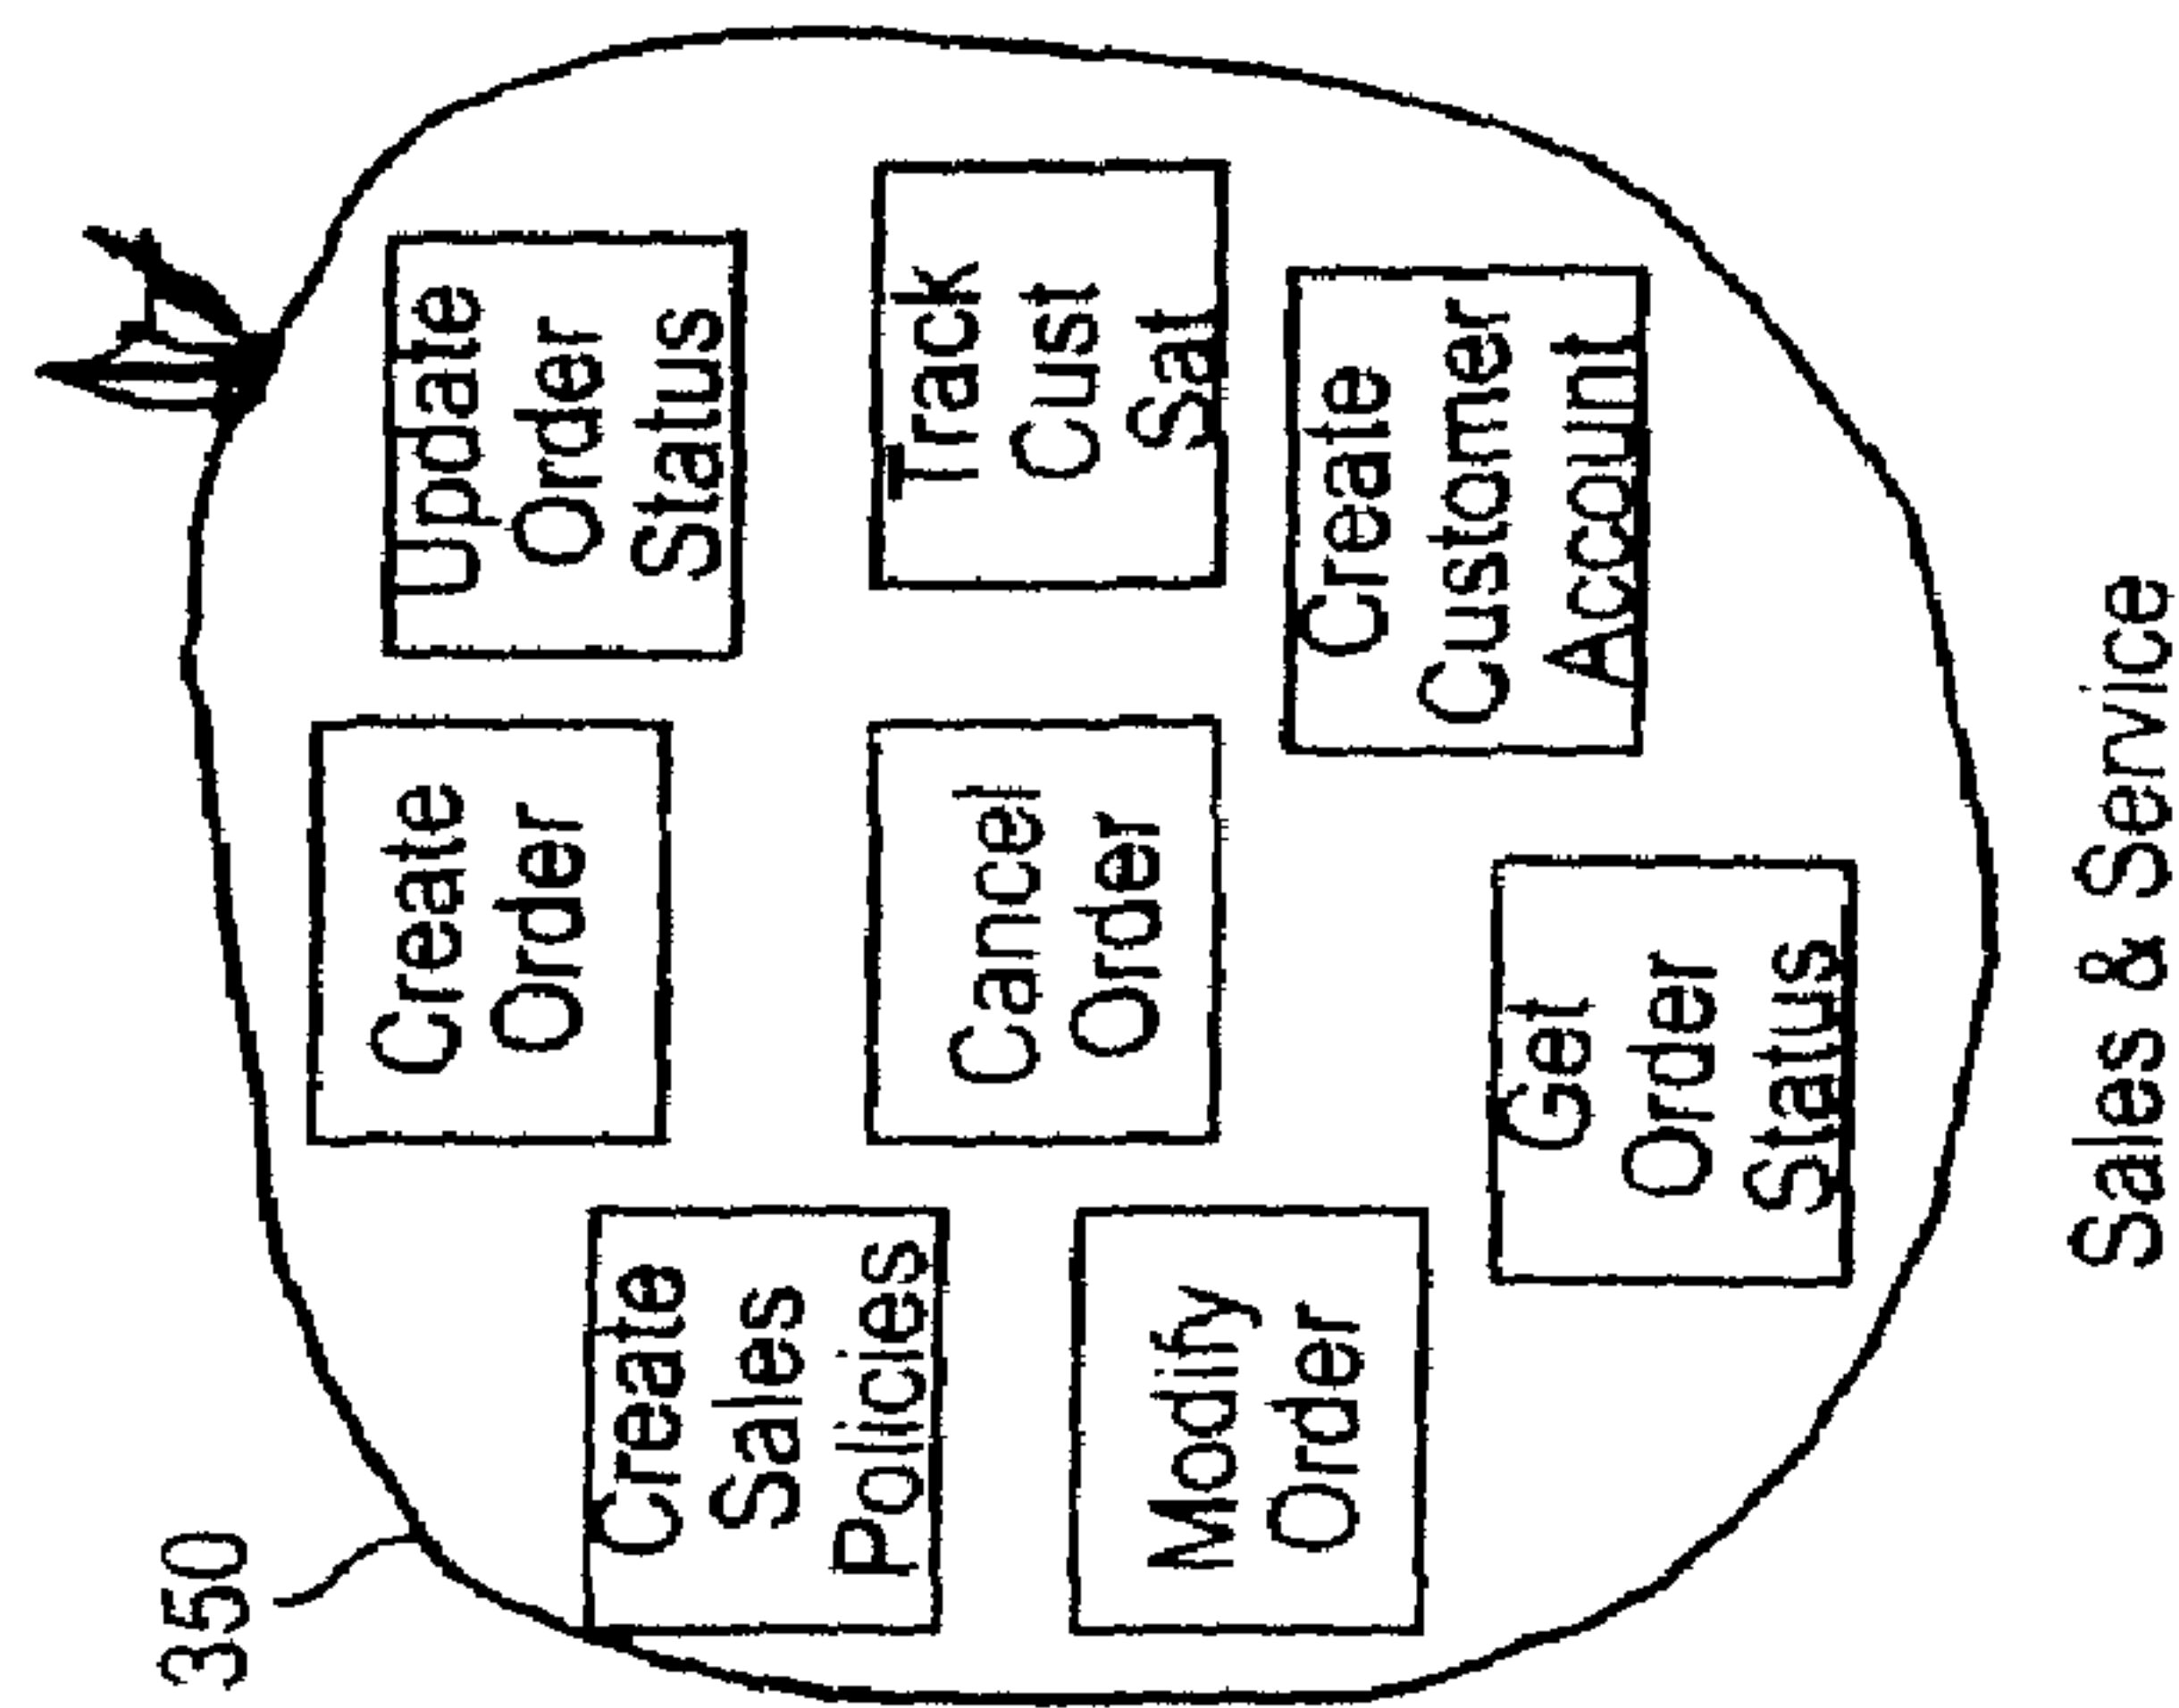 350
Create
Order
Update
Order
Status
Create
Sales
Policies
Cancel
Order
Track
Cust
Sat
Modify
Order
Create
Customer
Account
Get
Order
Status
Sales & Service